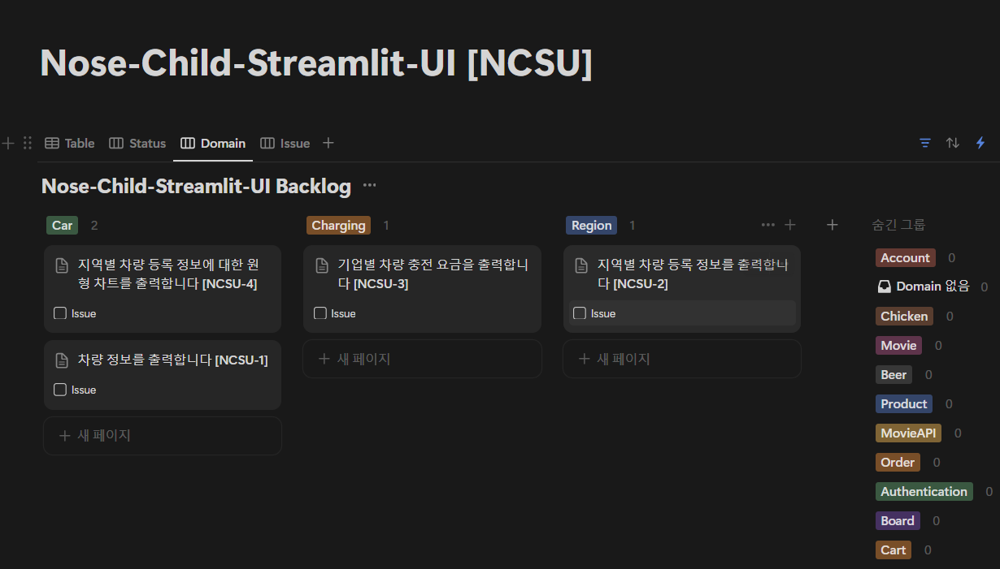 Nose-Child-Streamlit-UI [NCSU]
Table Status Domain Issue
Nose-Child-Streamlit-UI Backlog
Car 2
지역별 차량 등록 정보에 대한 원
형 차트를 출력합니다 [NCSU-4]
Issue
차량 정보를 출력합니다 [NCSU-1]
Issue
새 페이지
Charging 1
기업별 차량 충전 요금을 출력합니
다 [NCSU-3]
Issue
새 페이지
Region 1
지역별 차량 등록 정보를 출력합니
다 [NCSU-2]
Issue
새 페이지
숨긴 그룹
Account 0
Domain 없음 0
Chicken 0
Movie 0
Beer 0
Product 0
MovieAPI 0
Order 0
Authentication 0
Board 0
Cart 0